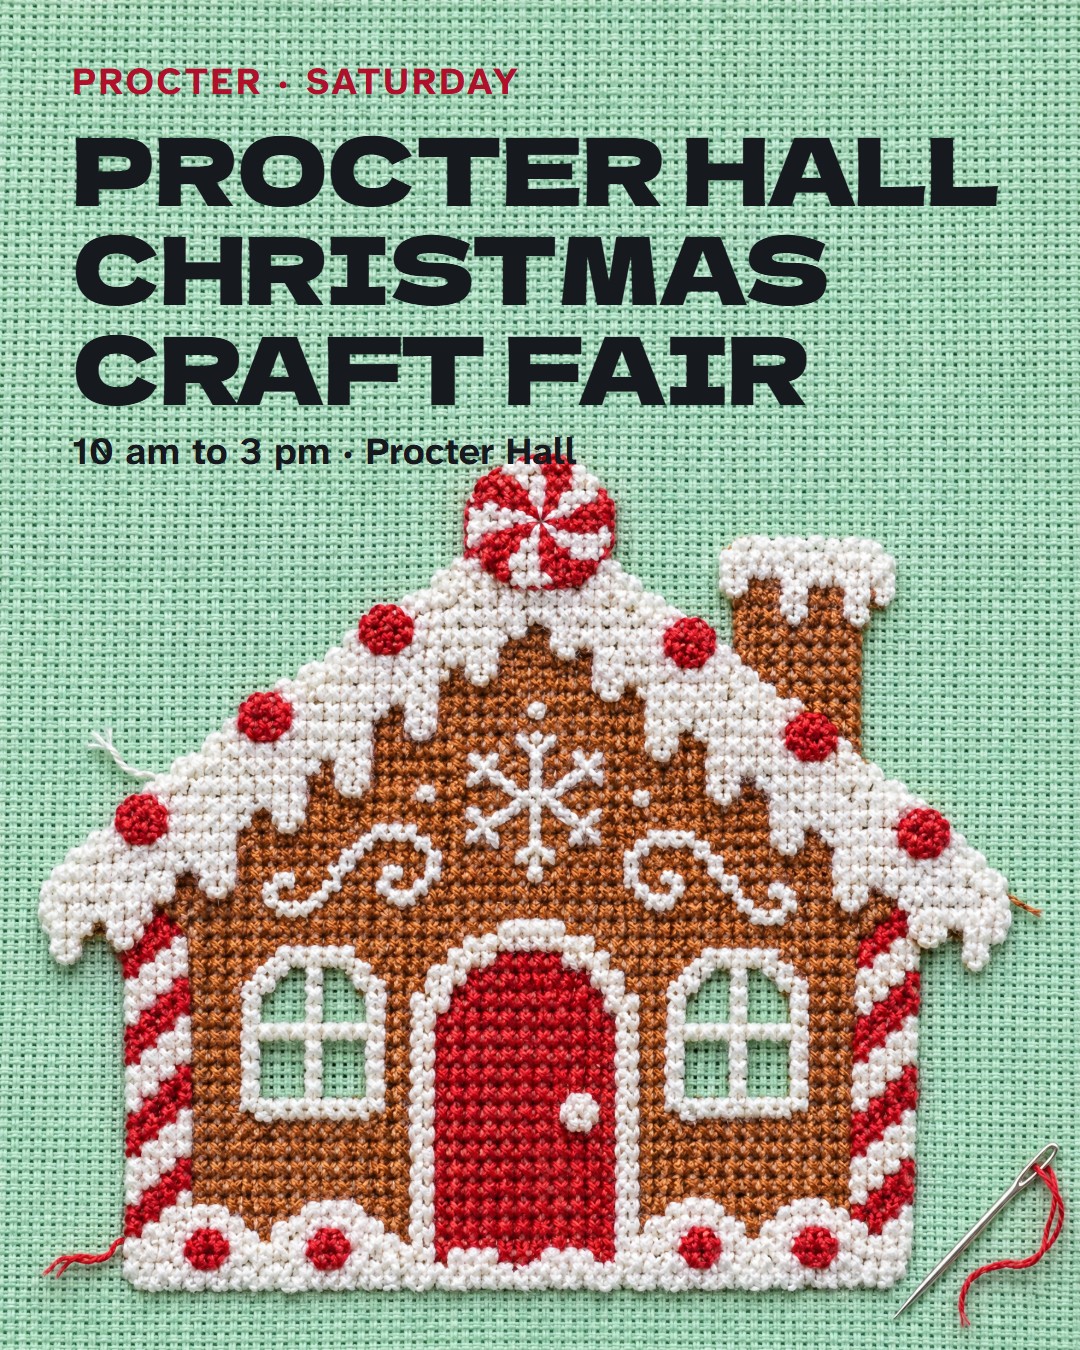 PROCTER · SATURDAY
PROCTER HALL
CHRISTMAS
CRAFT FAIR
10 am to 3 pm · Procter Hall